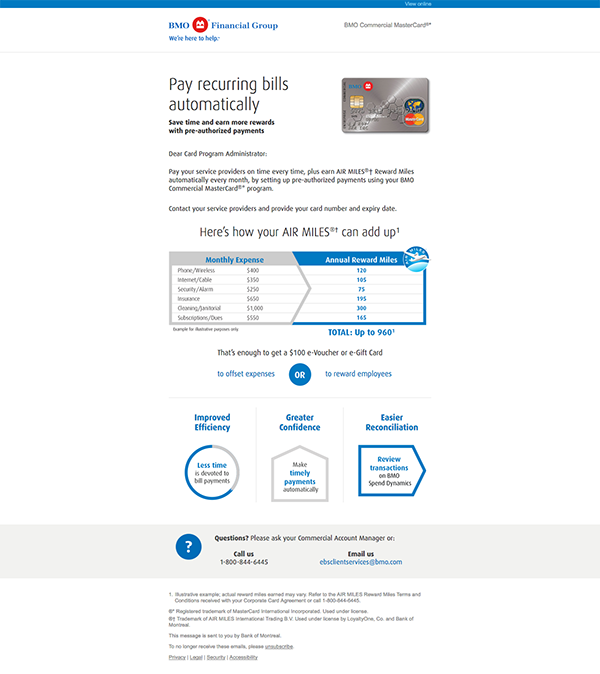 View online
BMO Financial Group
We're here to help.
BMO Commercial MasterCard®*
Pay recurring bills
automatically
Save time and earn more rewards
with pre-authorized payments
BMO
MasterCard
Dear Card Program Administrator:
Pay your service providers on time every time, plus earn AIR MILES®† Reward Miles
automatically every month, by setting up pre-authorized payments using your BMO
Commercial MasterCard®* program.
Contact your service providers and provide your card number and expiry date.
Here's how your AIR MILES®† can add up¹
Monthly Expense Annual Reward Miles
Phone/Wireless $400 120
Internet/Cable $350 105
Security/Alarm $250 75
Insurance $650 195
Cleaning/Janitorial $1,000 300
Subscriptions/Dues $550 165
Example for illustrative purposes only.
TOTAL: Up to 960¹
That's enough to get a $100 e-Voucher or e-Gift Card
to offset expenses OR to reward employees
Improved
Efficiency
Less time
is devoted to
bill payments
Greater
Confidence
Make
timely
payments
automatically
Easier
Reconciliation
Review
transactions
on BMO
Spend Dynamics
?
Questions? Please ask your Commercial Account Manager or:
Call us
1-800-844-6445
Email us
ebsclientservices@bmo.com
1. Illustrative example; actual reward miles earned may vary. Refer to the AIR MILES Reward Miles Terms and
Conditions received with your Corporate Card Agreement or call 1-800-844-6445.
®* Registered trademark of MasterCard International Incorporated. Used under license.
®† Trademark of AIR MILES International Trading B.V. Used under license by LoyaltyOne, Co. and Bank of
Montreal.
This message is sent to you by Bank of Montreal.
To no longer receive these emails, please unsubscribe.
Privacy | Legal | Security | Accessibility